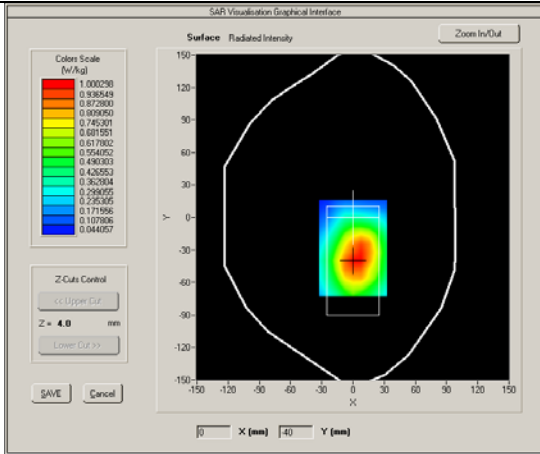 SAR Visualisation Graphical Interface
Surface Radiated Intensity
Zoom In/Out
Colors Scale
(W/kg)
1.000298
0.936549
0.872800
0.809050
0.745301
0.681551
0.617802
0.554052
0.490303
0.426553
0.362804
0.299055
0.235305
0.171556
0.107806
0.044057
Z-Cuts Control
<< Upper Cut
Z = 4.0 mm
Lower Cut >>
SAVE Cancel
150
120
90
60
30
Y 0
-30
-60
-90
-120
-150
-150 -120 -90 -60 -30 0 30 60 90 120 150
X
0 X (mm) -40 Y (mm)